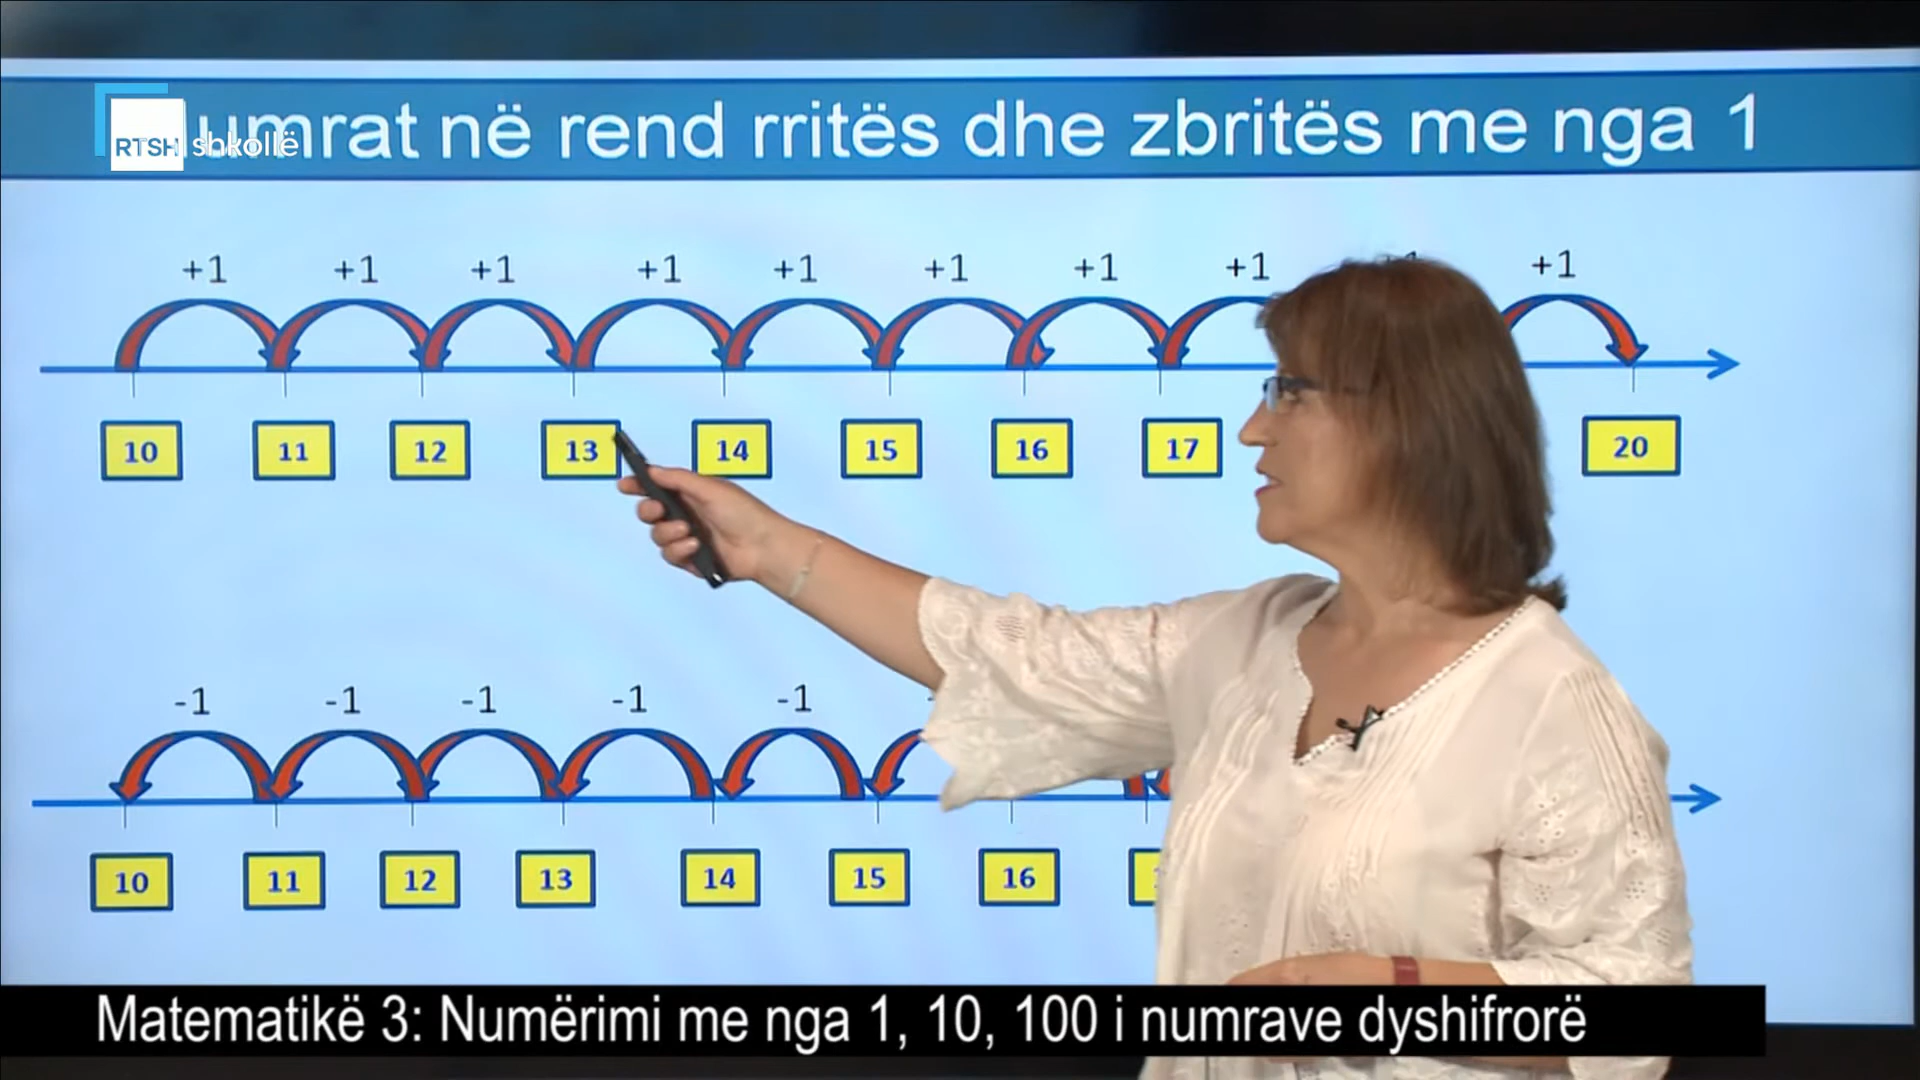 RTSH shkollë
umrat në rend rritës dhe zbritës me nga 1
+1 +1 +1 +1 +1 +1 +1 +1 +1
10 11 12 13 14 15 16 17 20
-1 -1 -1 -1 -1
10 11 12 13 14 15 16
Matematikë 3: Numërimi me nga 1, 10, 100 i numrave dyshifrorë